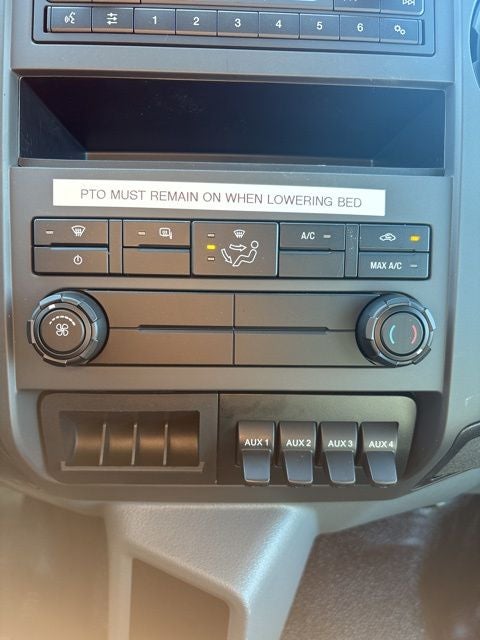 1 2 3 4 5 6
PTO MUST REMAIN ON WHEN LOWERING BED
A/C
MAX A/C
AUX 1 AUX 2 AUX 3 AUX 4